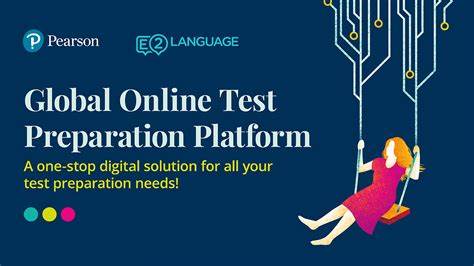 Pearson E2 LANGUAGE
Global Online Test
Preparation Platform
A one-stop digital solution for all your
test preparation needs!